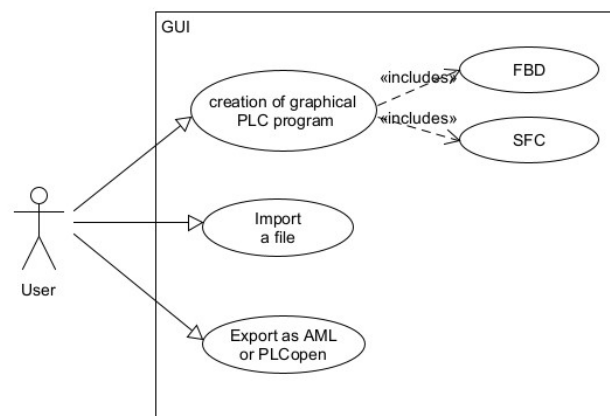 GUI
creation of graphical
PLC program
«includes»
FBD
«includes»
SFC
Import
a file
User
Export as AML
or PLCopen